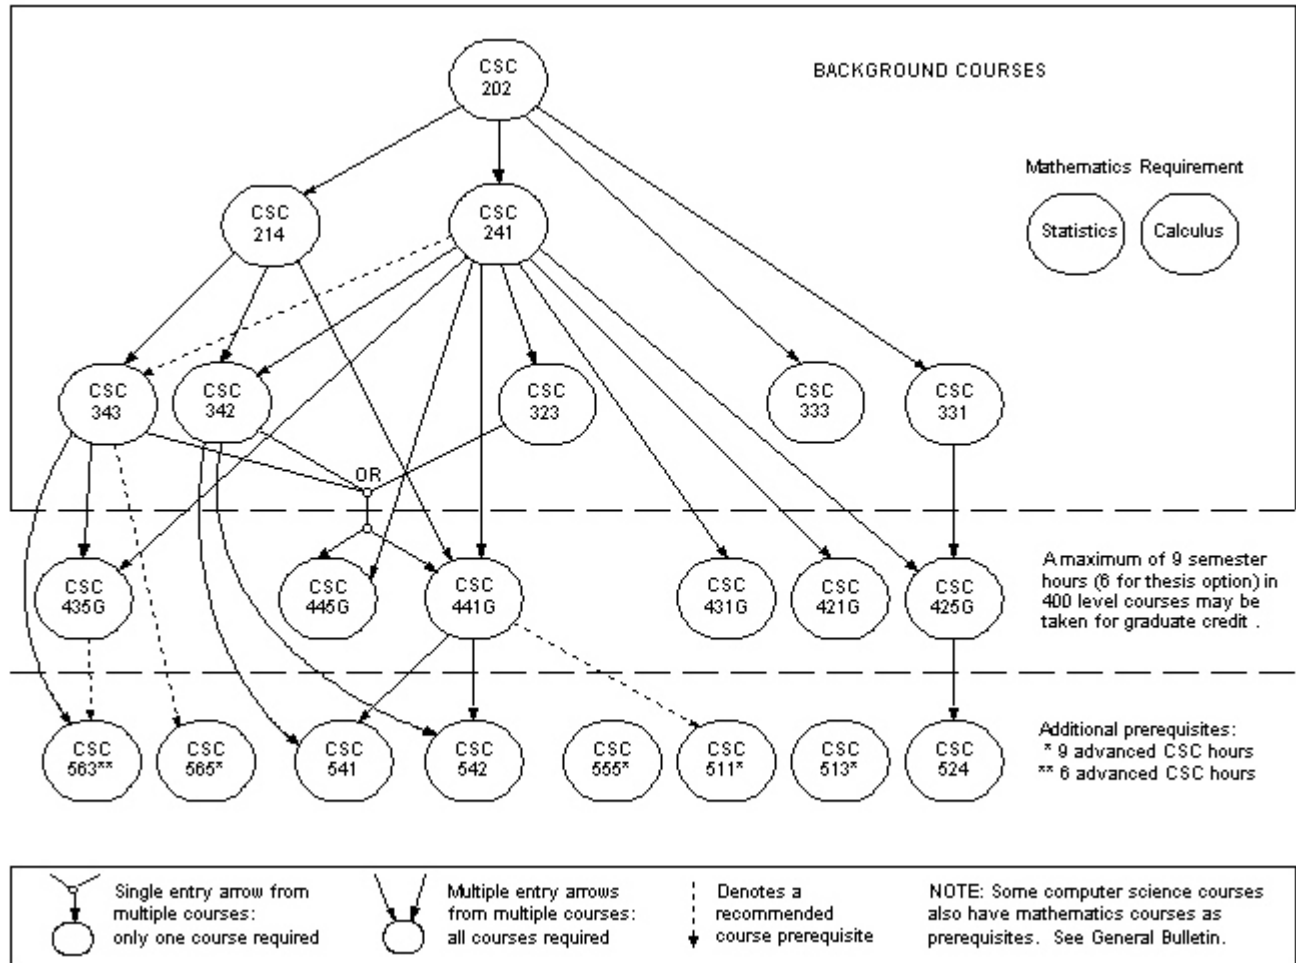 CSC
202
BACKGROUND COURSES
Mathematics Requirement
Statistics
Calculus
CSC
214
CSC
241
CSC
343
CSC
342
CSC
323
CSC
333
CSC
331
OR
CSC
435G
CSC
445G
CSC
441G
CSC
431G
CSC
421G
CSC
425G
A maximum of 9 semester
hours (6 for thesis option) in
400 level courses may be
taken for graduate credit .
CSC
563**
CSC
565*
CSC
541
CSC
542
CSC
555*
CSC
511*
CSC
513*
CSC
524
Additional prerequisites:
* 9 advanced CSC hours
** 6 advanced CSC hours
Single entry arrow from
multiple courses:
only one course required
Multiple entry arrows
from multiple courses:
all courses required
Denotes a
recommended
course prerequisite
NOTE: Some computer science courses
also have mathematics courses as
prerequisites. See General Bulletin.